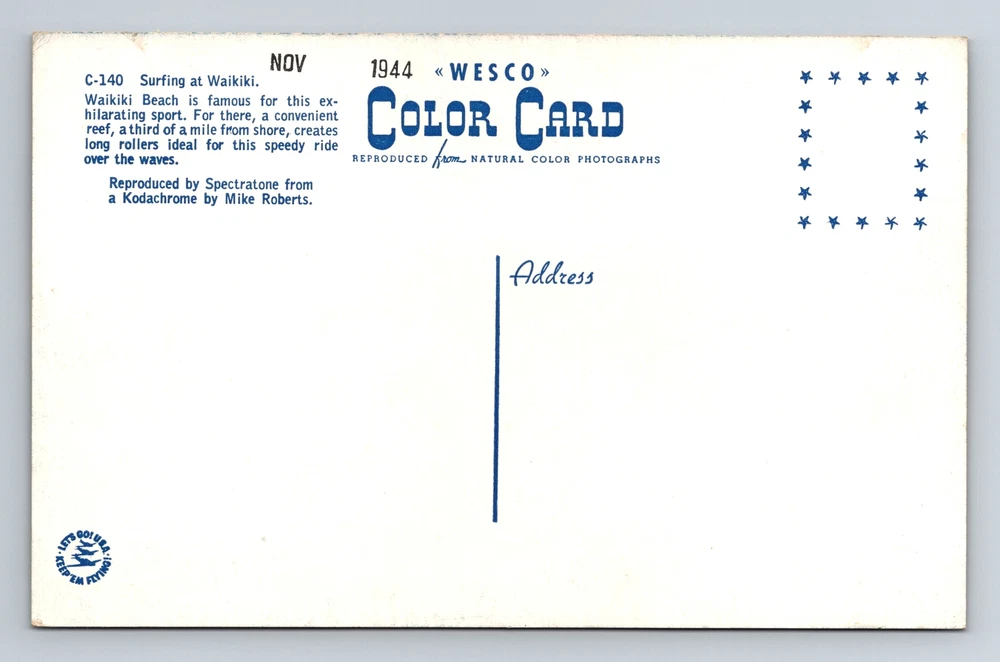 NOV 1944
C-140 Surfing at Waikiki.
Waikiki Beach is famous for this ex-
hilarating sport. For there, a convenient
reef, a third of a mile from shore, creates
long rollers ideal for this speedy ride
over the waves.
Reproduced by Spectratone from
a Kodachrome by Mike Roberts.
« WESCO »
COLOR CARD
REPRODUCED from NATURAL COLOR PHOTOGRAPHS
Address
· LET'S GO! U.S.A. ·
KEEP 'EM FLYING!